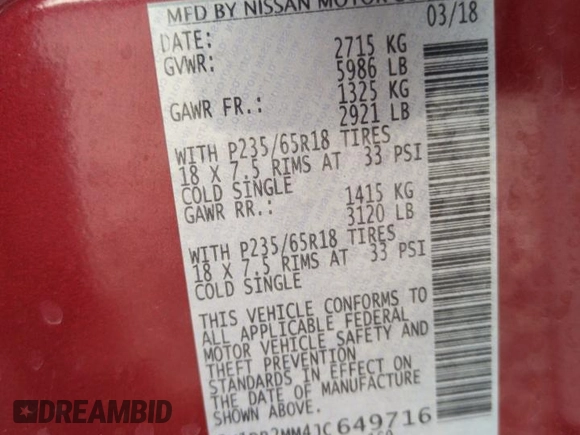 MFD BY NISSAN MOTOR
DATE: 03/18
GVWR: 2715 KG
5986 LB
GAWR FR.: 1325 KG
2921 LB
WITH P235/65R18 TIRES
18 X 7.5 RIMS AT 33 PSI
COLD SINGLE
GAWR RR.: 1415 KG
3120 LB
WITH P235/65R18 TIRES
18 X 7.5 RIMS AT 33 PSI
COLD SINGLE
THIS VEHICLE CONFORMS TO
ALL APPLICABLE FEDERAL
MOTOR VEHICLE SAFETY AND
THEFT PREVENTION
STANDARDS IN EFFECT ON
THE DATE OF MANUFACTURE
SHOWN ABOVE.
MM4JC649716
DREAMBID